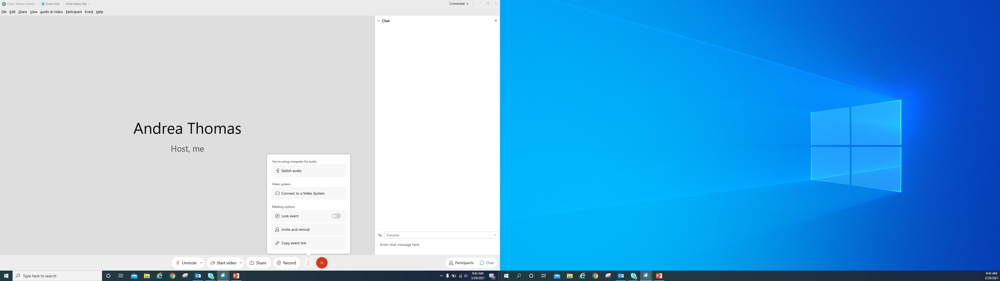 Cisco Webex Events
Event Info
Hide Menu Bar
Connected
File Edit Share View Audio & Video Participant Event Help
Chat
Andrea Thomas
Host, me
You're using computer for audio
Switch audio
Video system
Connect to a Video System
Meeting options
Lock event
Invite and remind
Copy event link
To: Everyone
Enter chat message here
Unmute
Start video
Share
Record
Participants
Chat
Type here to search
9:43 AM
3/29/2021
15
9:43 AM
3/29/2021